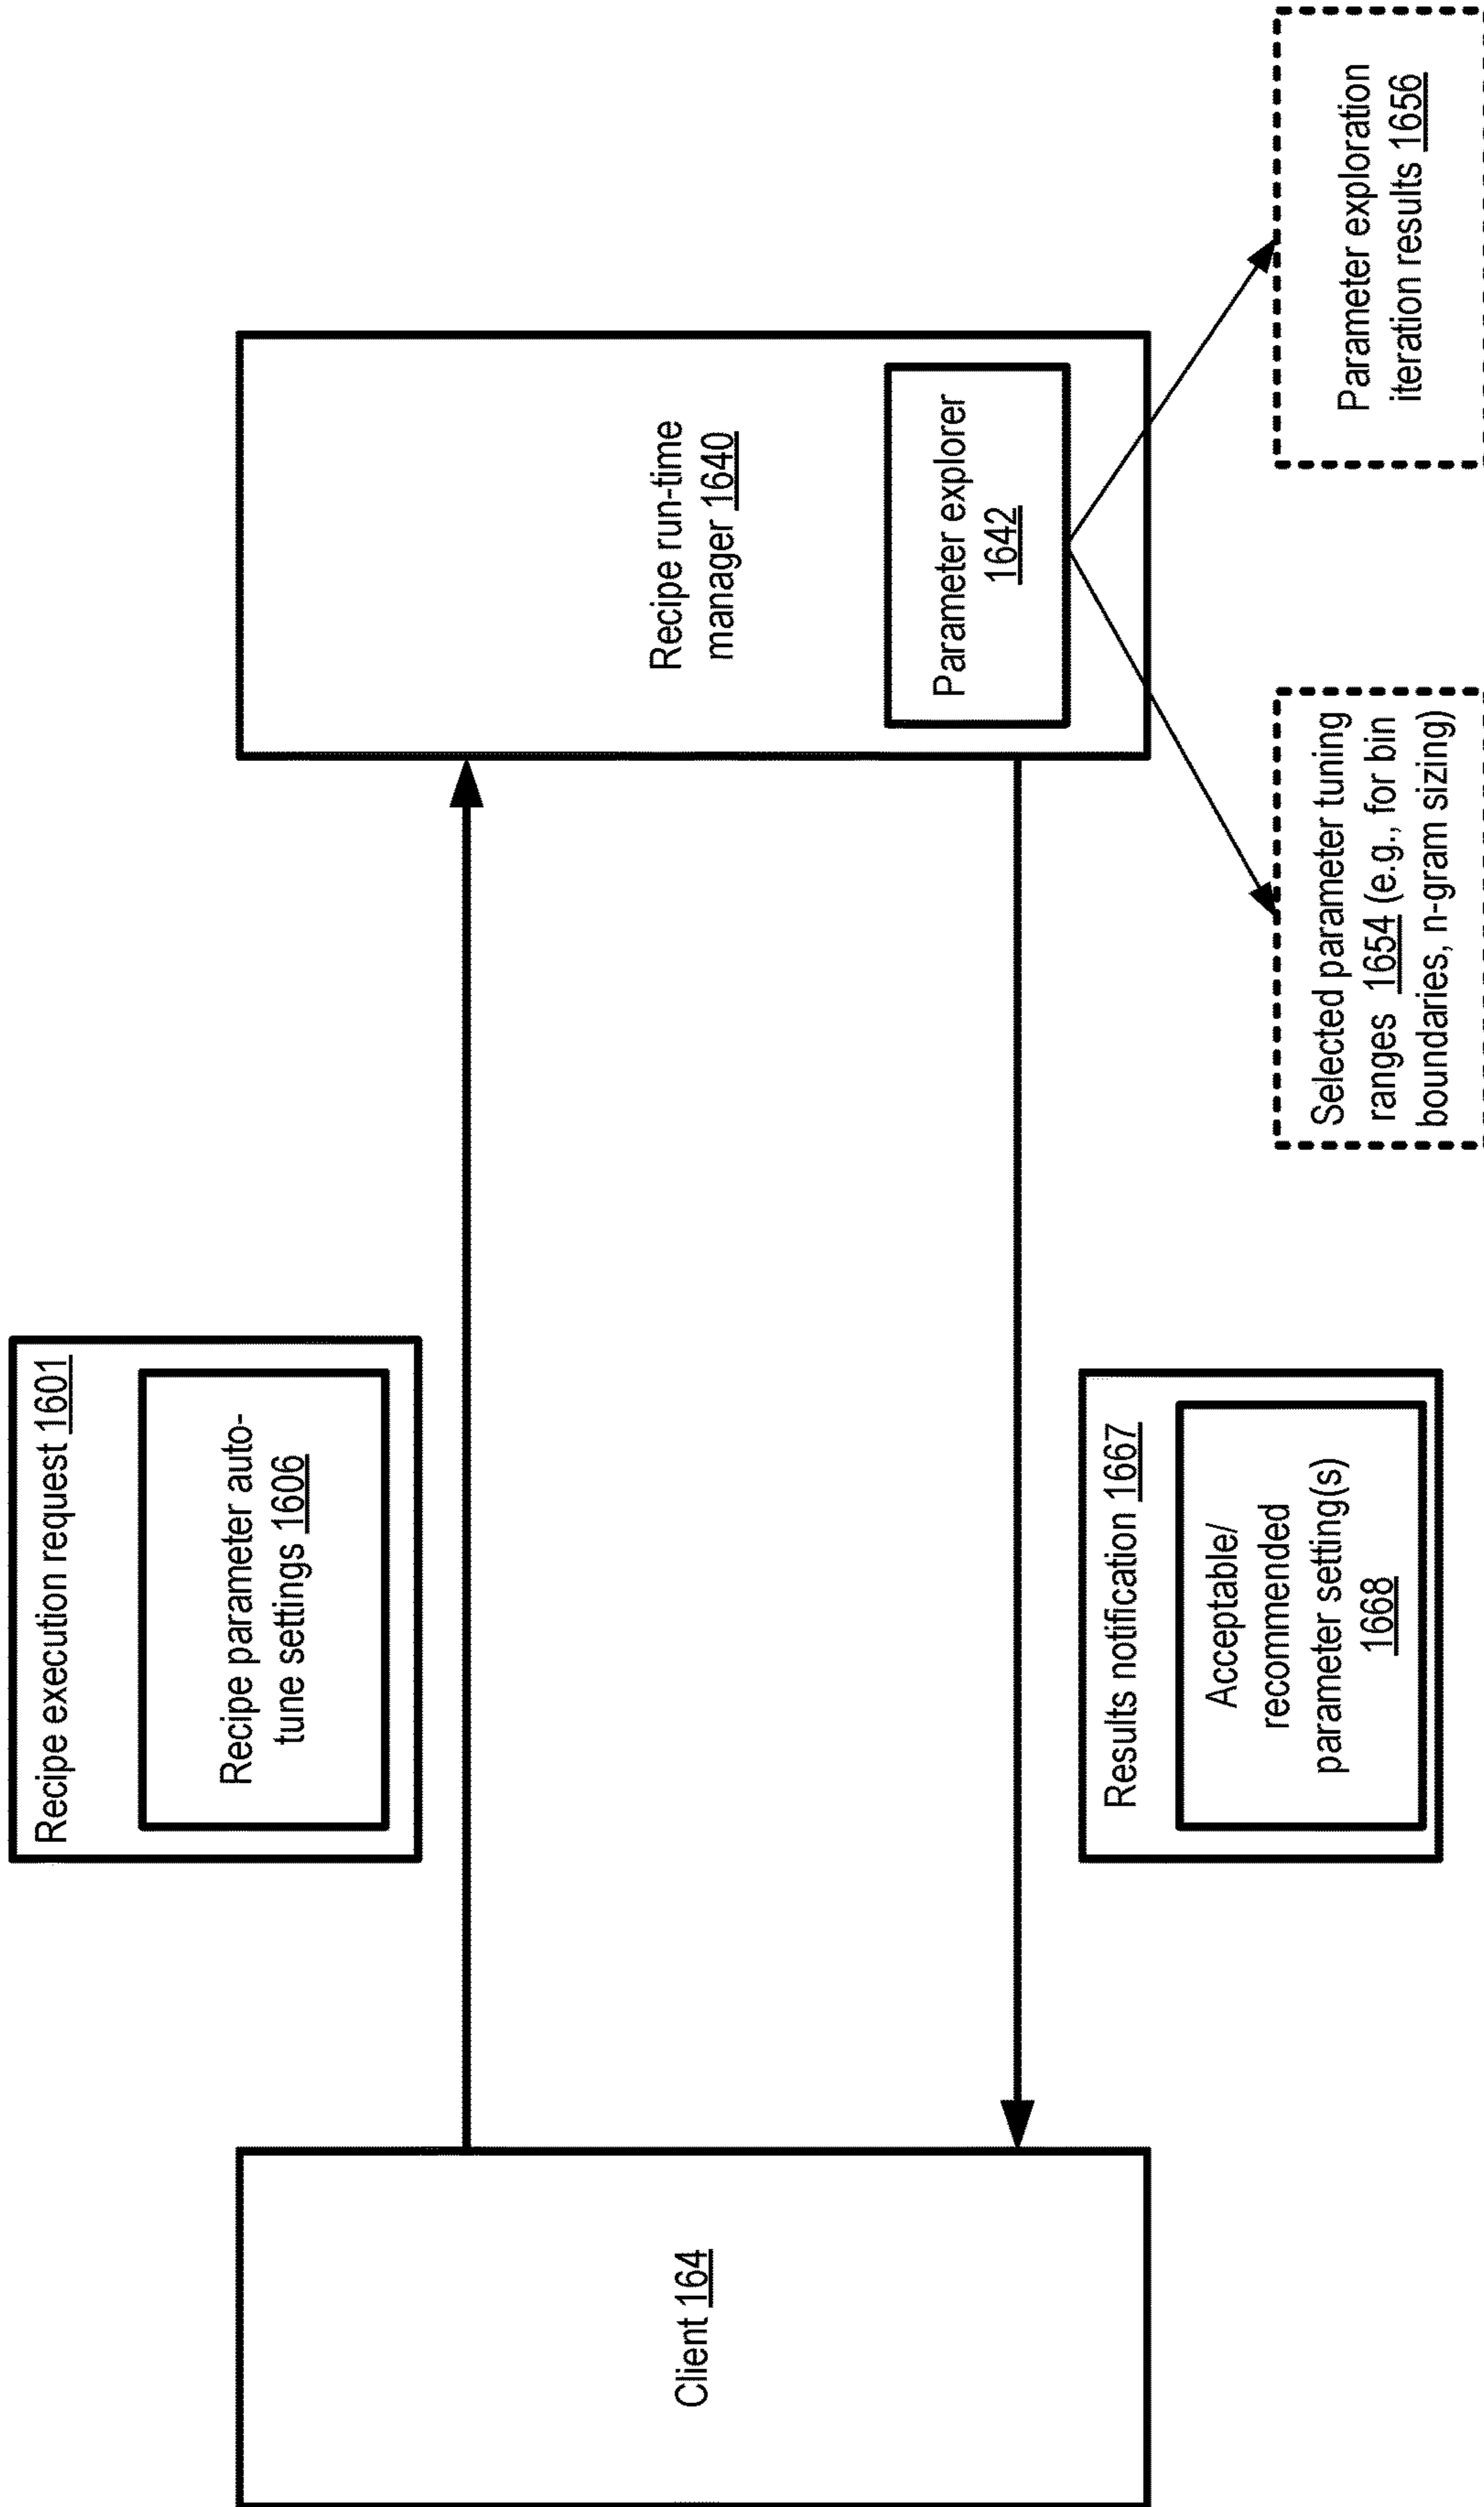 Recipe execution request 1601
Recipe parameter auto-
tune settings 1606
Client 164
Recipe run-time
manager 1640
Parameter explorer
1642
Results notification 1667
Acceptable/
recommended
parameter setting(s)
1668
Selected parameter tuning
ranges 1654 (e.g., for bin
boundaries, n-gram sizing)
Parameter exploration
iteration results 1656